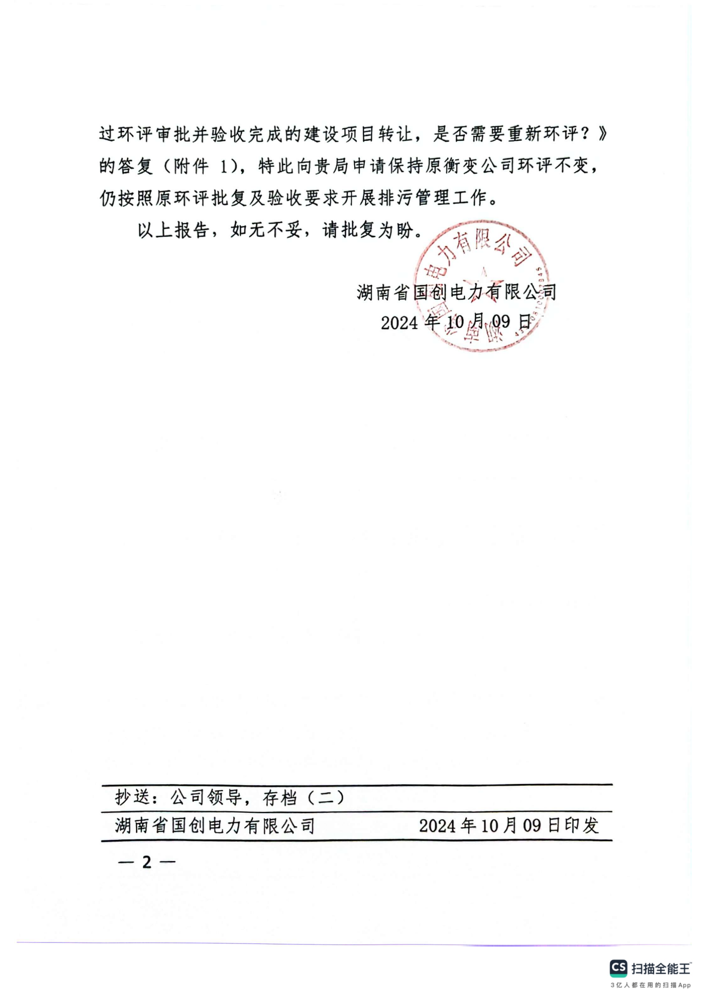 过环评审批并验收完成的建设项目转让，是否需要重新环评？》
的答复（附件 1），特此向贵局申请保持原衡变公司环评不变，
仍按照原环评批复及验收要求开展排污管理工作。
以上报告，如无不妥，请批复为盼。
湖南省国创电力有限公司
湖南省国创电力有限公司
2024 年 10 月 09 日
抄送：公司领导，存档（二）
湖南省国创电力有限公司 2024 年 10 月 09 日印发
— 2 —
CS 扫描全能王™
3亿人都在用的扫描App